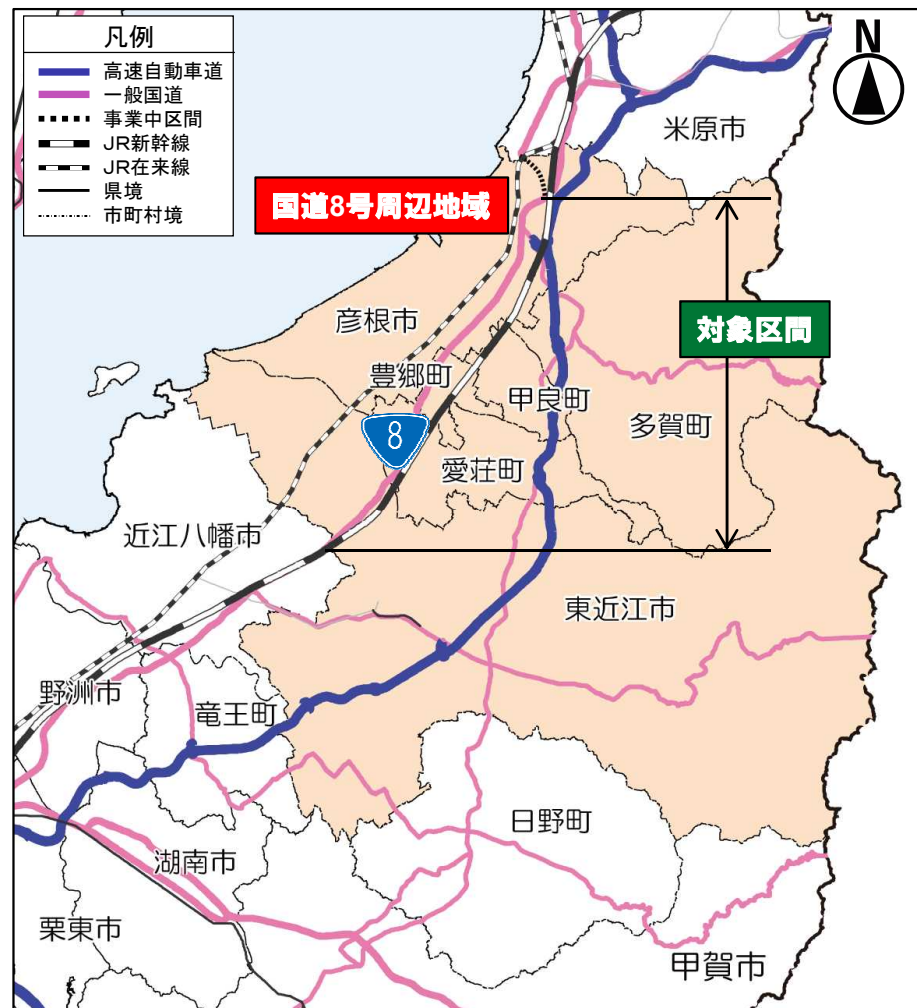 凡例
高速自動車道
一般国道
事業中区間
JR新幹線
JR在来線
県境
市町村境
N
米原市
国道8号周辺地域
対象区間
彦根市
豊郷町
甲良町
多賀町
8
愛荘町
近江八幡市
東近江市
野洲市
竜王町
日野町
湖南市
栗東市
甲賀市